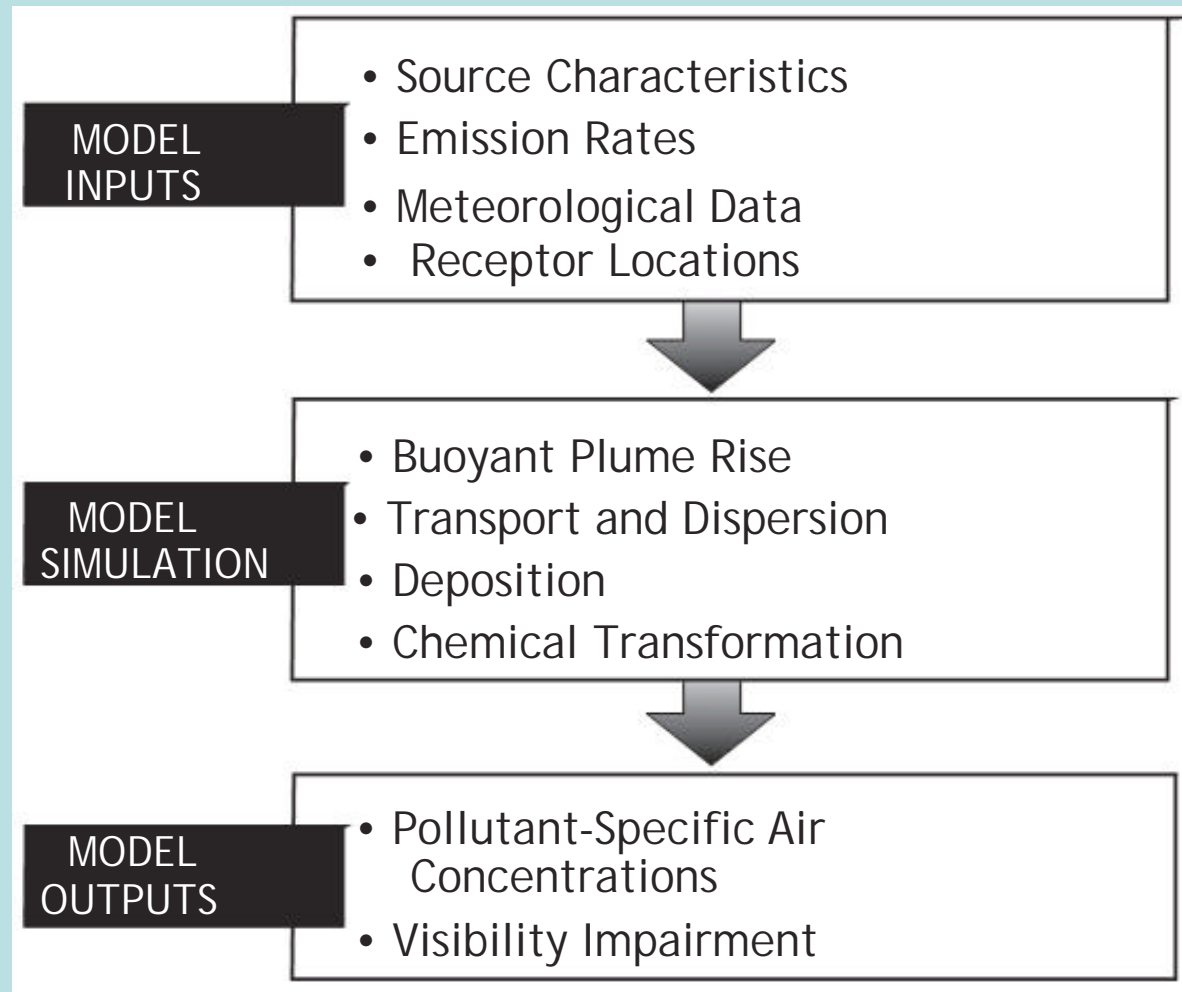 MODEL
INPUTS
• Source Characteristics
• Emission Rates
• Meteorological Data
• Receptor Locations
MODEL
SIMULATION
• Buoyant Plume Rise
• Transport and Dispersion
• Deposition
• Chemical Transformation
MODEL
OUTPUTS
• Pollutant-Specific Air
Concentrations
• Visibility Impairment